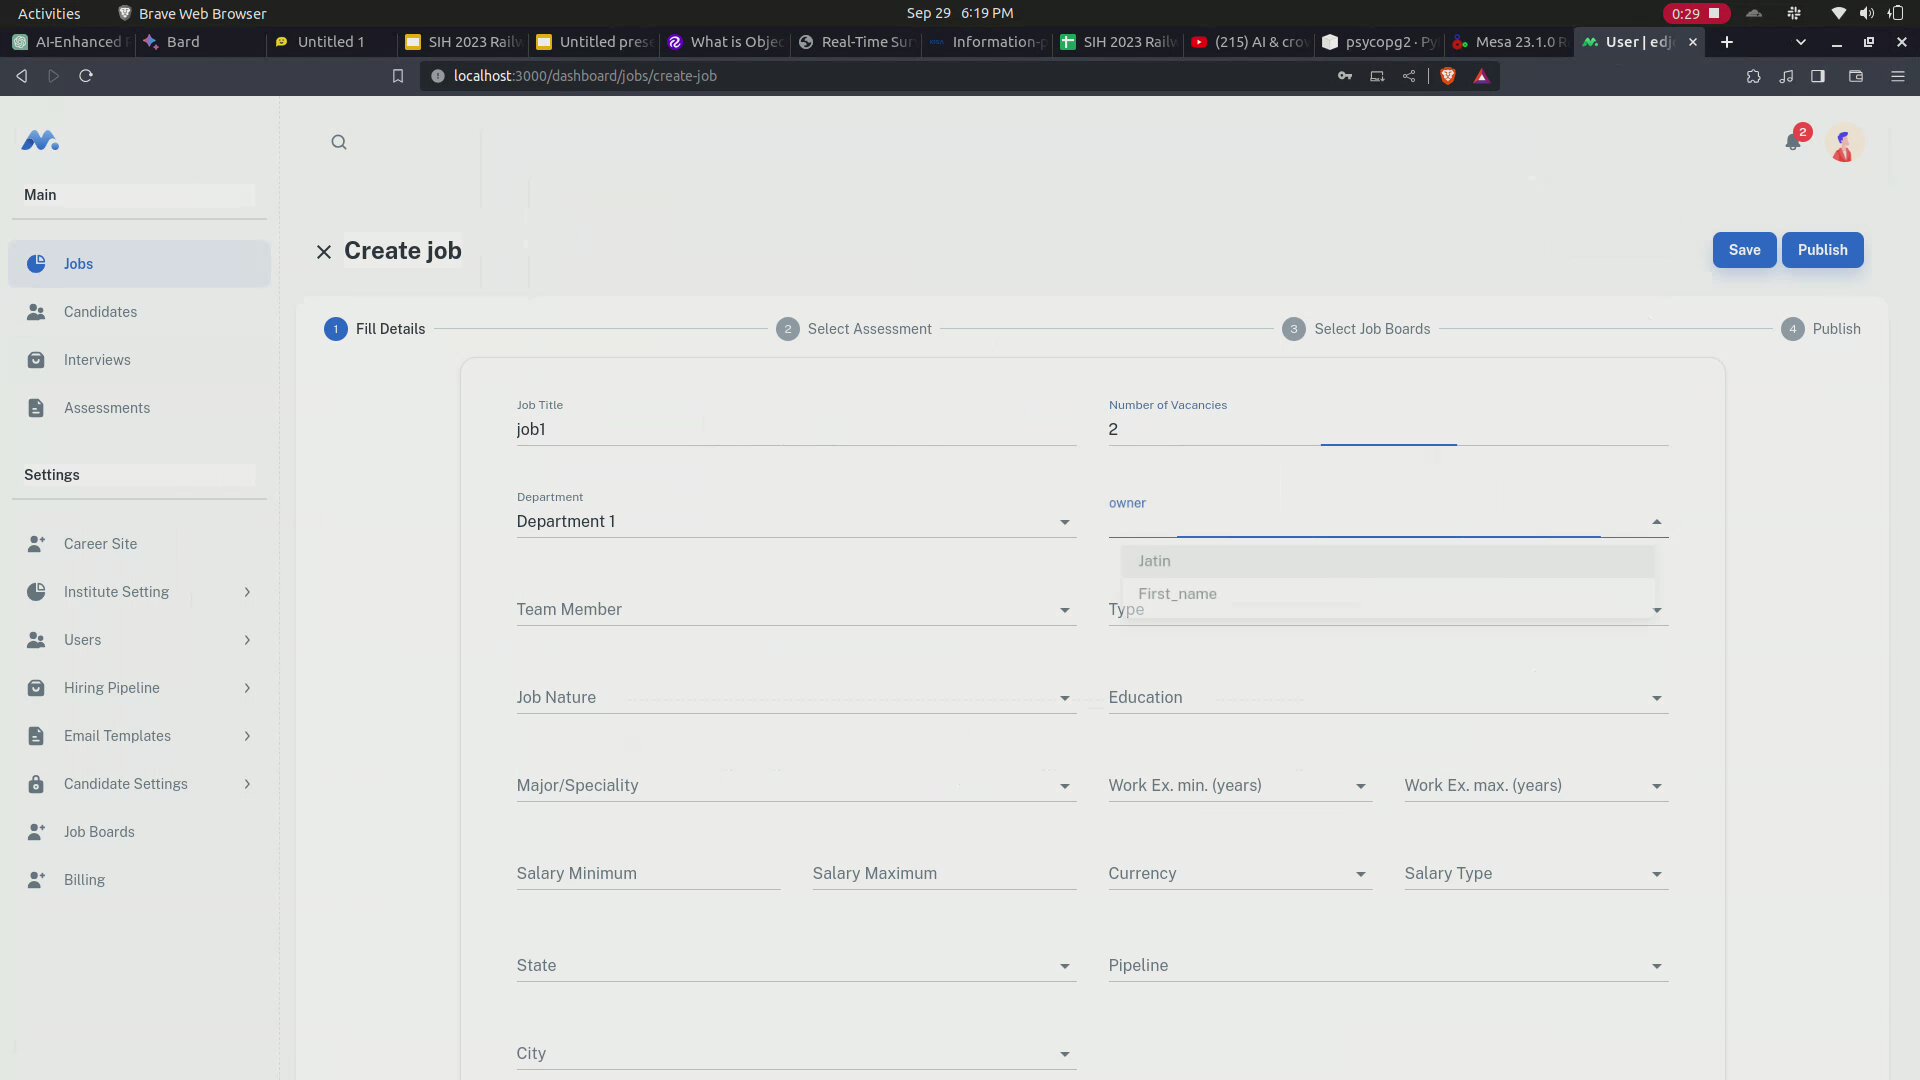 Activities Brave Web Browser Sep 29 6:19 PM 0:29
AI-Enhanced Bard Untitled 1 SIH 2023 Railw Untitled prese What is Objec Real-Time Sur Information-p SIH 2023 Railw (215) AI & cro psycopg2 · Py Mesa 23.1.0 R User | edj
localhost:3000/dashboard/jobs/create-job
2
Main
Create job
Save Publish
Jobs
Candidates
Interviews
Assessments
Settings
Career Site
Institute Setting
Users
Hiring Pipeline
Email Templates
Candidate Settings
Job Boards
Billing
1 Fill Details 2 Select Assessment 3 Select Job Boards 4 Publish
Job Title Number of Vacancies
job1 2
Department owner
Department 1
Jatin
First_name
Team Member Type
Job Nature Education
Major/Speciality Work Ex. min. (years) Work Ex. max. (years)
Salary Minimum Salary Maximum Currency Salary Type
State Pipeline
City